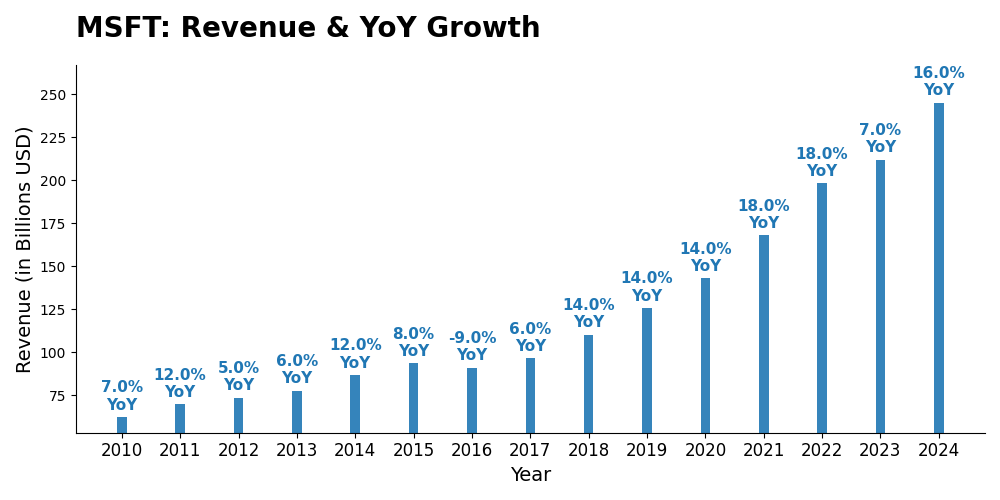 MSFT: Revenue & YoY Growth
Revenue (in Billions USD)
250
225
200
175
150
125
100
75
7.0%
YoY
12.0%
YoY
5.0%
YoY
6.0%
YoY
12.0%
YoY
8.0%
YoY
-9.0%
YoY
6.0%
YoY
14.0%
YoY
14.0%
YoY
14.0%
YoY
18.0%
YoY
18.0%
YoY
7.0%
YoY
16.0%
YoY
2010 2011 2012 2013 2014 2015 2016 2017 2018 2019 2020 2021 2022 2023 2024
Year